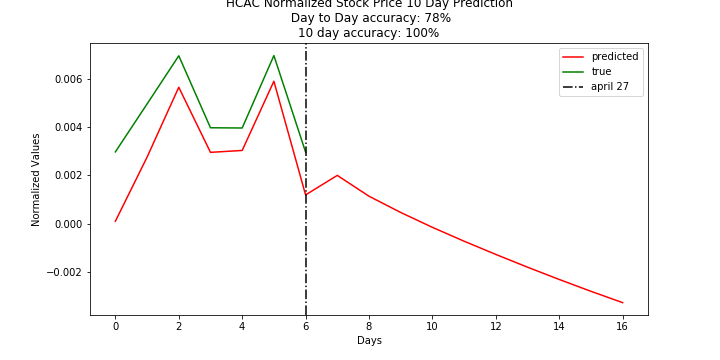 HCAC Normalized Stock Price 10 Day Prediction
Day to Day accuracy: 78%
10 day accuracy: 100%
predicted
true
april 27
Normalized Values
0.006
0.004
0.002
0.000
−0.002
0 2 4 6 8 10 12 14 16
Days